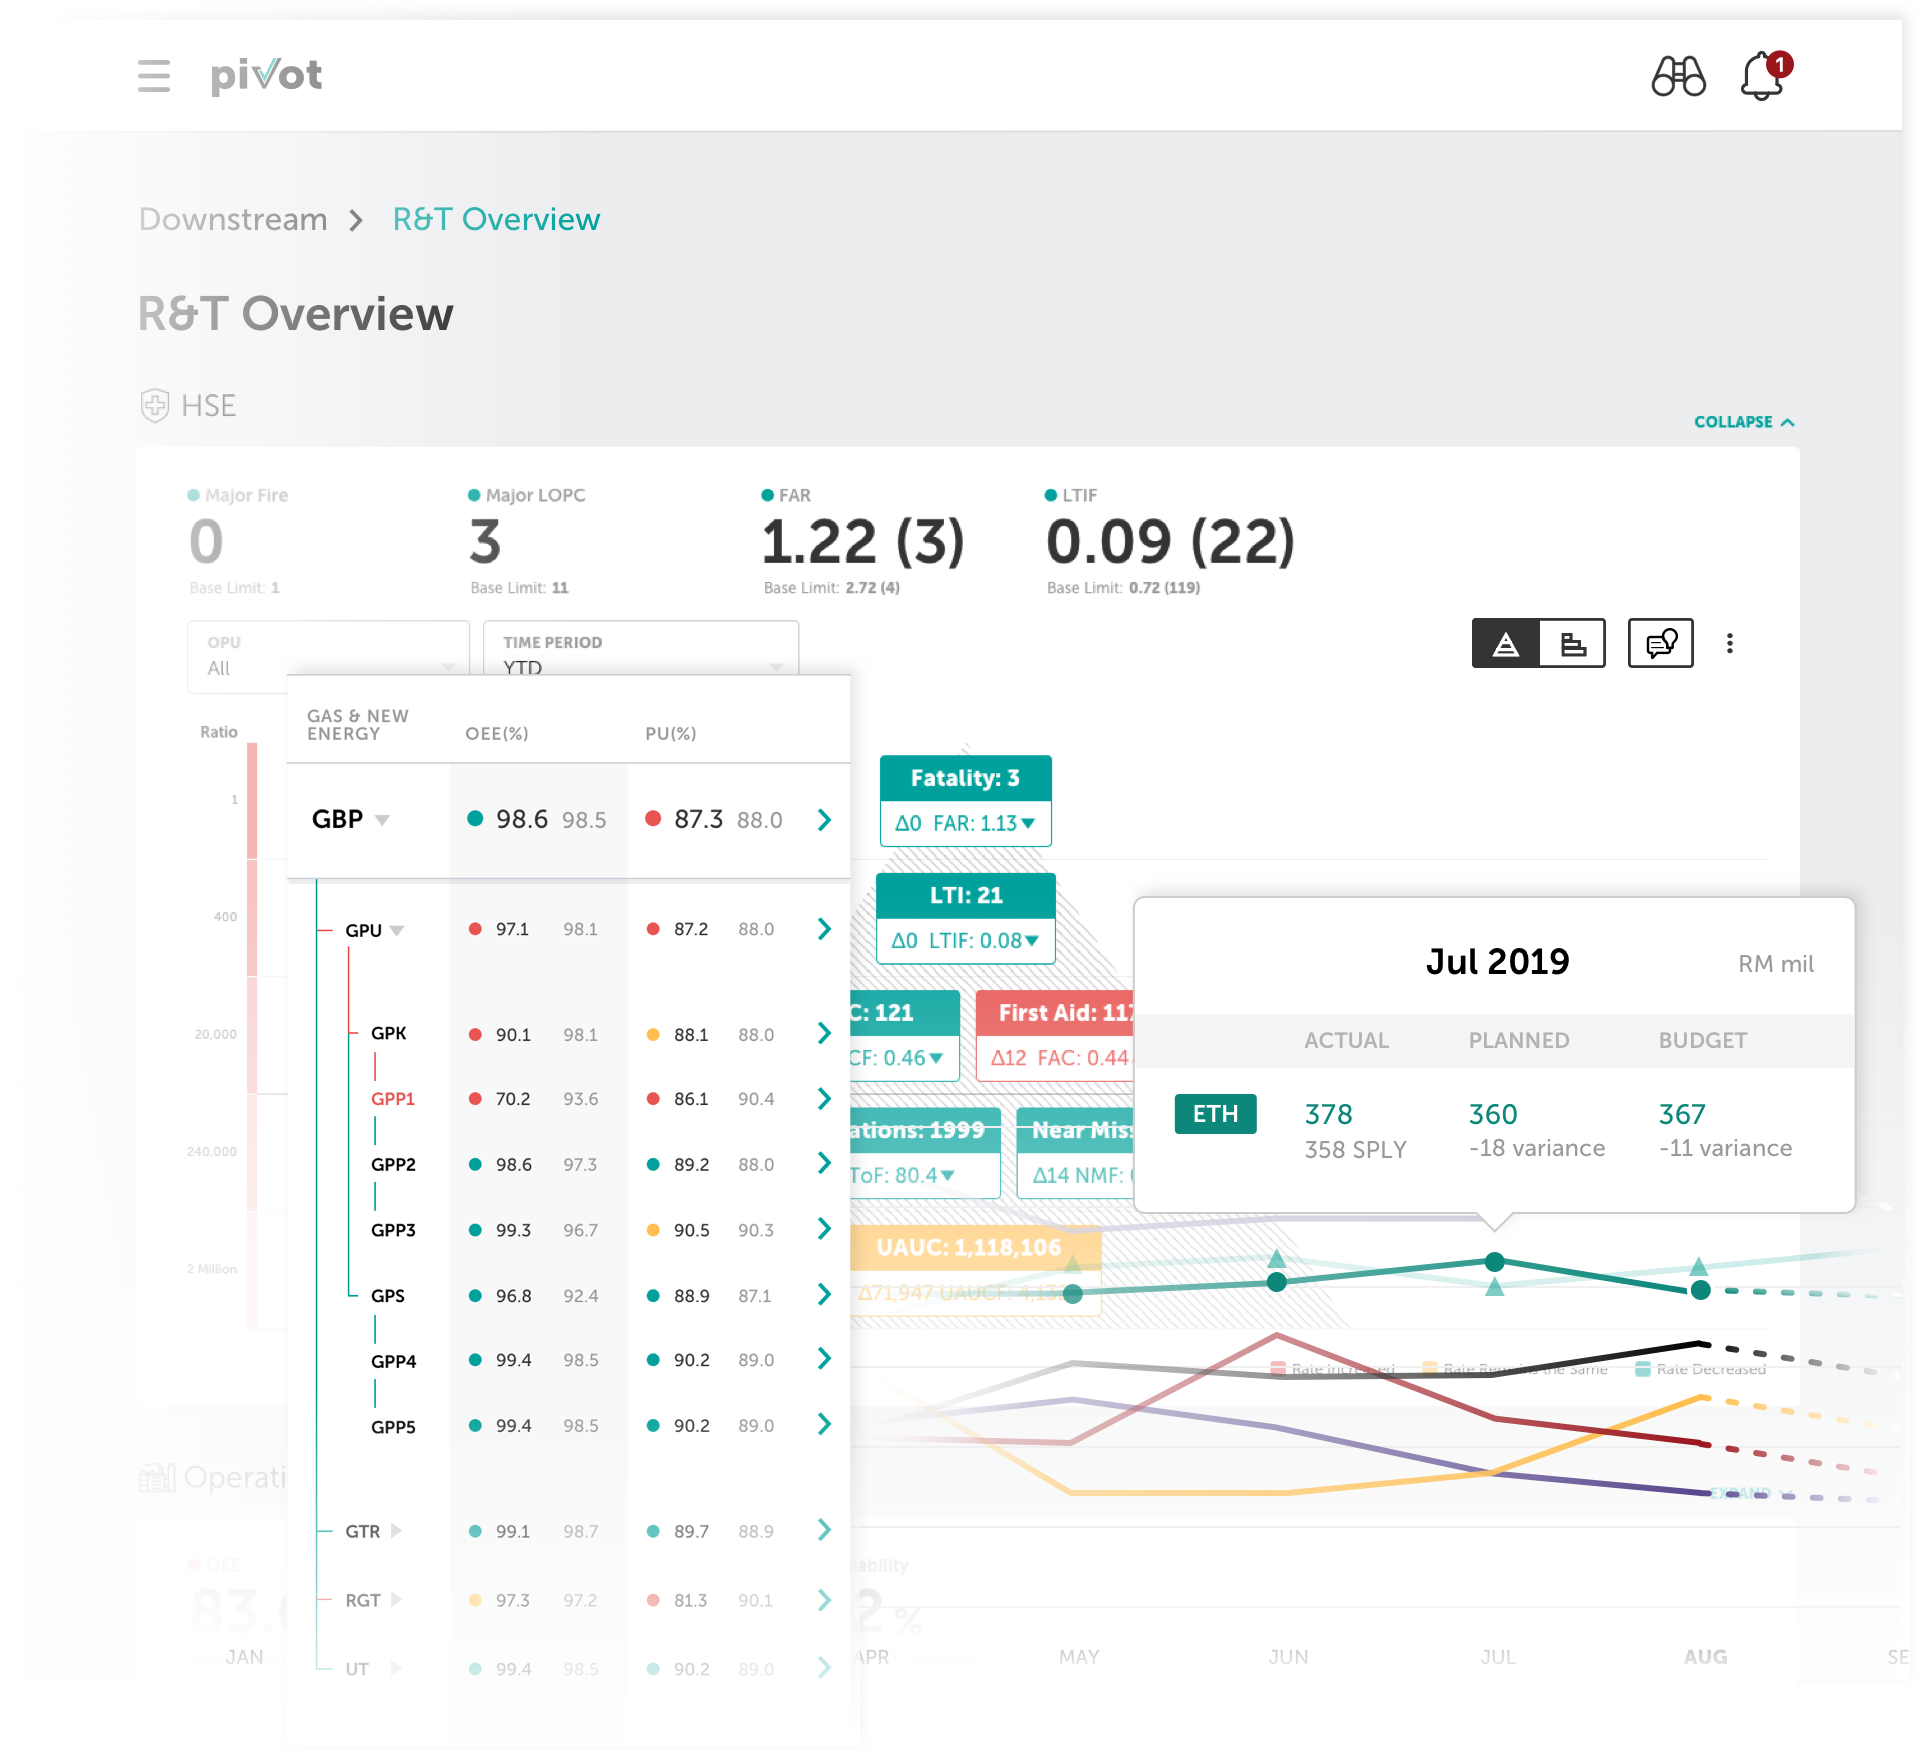 pivot
1
Downstream > R&T Overview
R&T Overview
HSE
COLLAPSE
Major Fire
0
Base Limit: 1
Major LOPC
3
Base Limit: 11
FAR
1.22 (3)
Base Limit: 2.72 (4)
LTIF
0.09 (22)
Base Limit: 0.72 (119)
OPU
All
TIME PERIOD
YTD
Ratio
1
400
20,000
240,000
2 Million
GAS & NEW
ENERGY OEE(%) PU(%)
GBP 98.6 98.5 87.3 88.0
GPU 97.1 98.1 87.2 88.0
GPK 90.1 98.1 88.1 88.0
GPP1 70.2 93.6 86.1 90.4
GPP2 98.6 97.3 89.2 88.0
GPP3 99.3 96.7 90.5 90.3
GPS 96.8 92.4 88.9 87.1
GPP4 99.4 98.5 90.2 89.0
GPP5 99.4 98.5 90.2 89.0
GTR 99.1 98.7 89.7 88.9
RGT 97.3 97.2 81.3 90.1
UT 99.4 98.5 90.2 89.0
Fatality: 3
Δ0 FAR: 1.13
LTI: 21
Δ0 LTIF: 0.08
C: 121
CF: 0.46
First Aid: 117
Δ12 FAC: 0.44
ations: 1999
ToF: 80.4
Near Miss:
Δ14 NMF:
UAUC: 1,118,106
Δ71,947 UAUCF:
Jul 2019
RM mil
ACTUAL PLANNED BUDGET
ETH 378 360 367
358 SPLY -18 variance -11 variance
Rate Increased Rate Remains the Same Rate Decreased
Operati
EXPAND
OEE
83.
ability
2 %
JAN APR MAY JUN JUL AUG SE